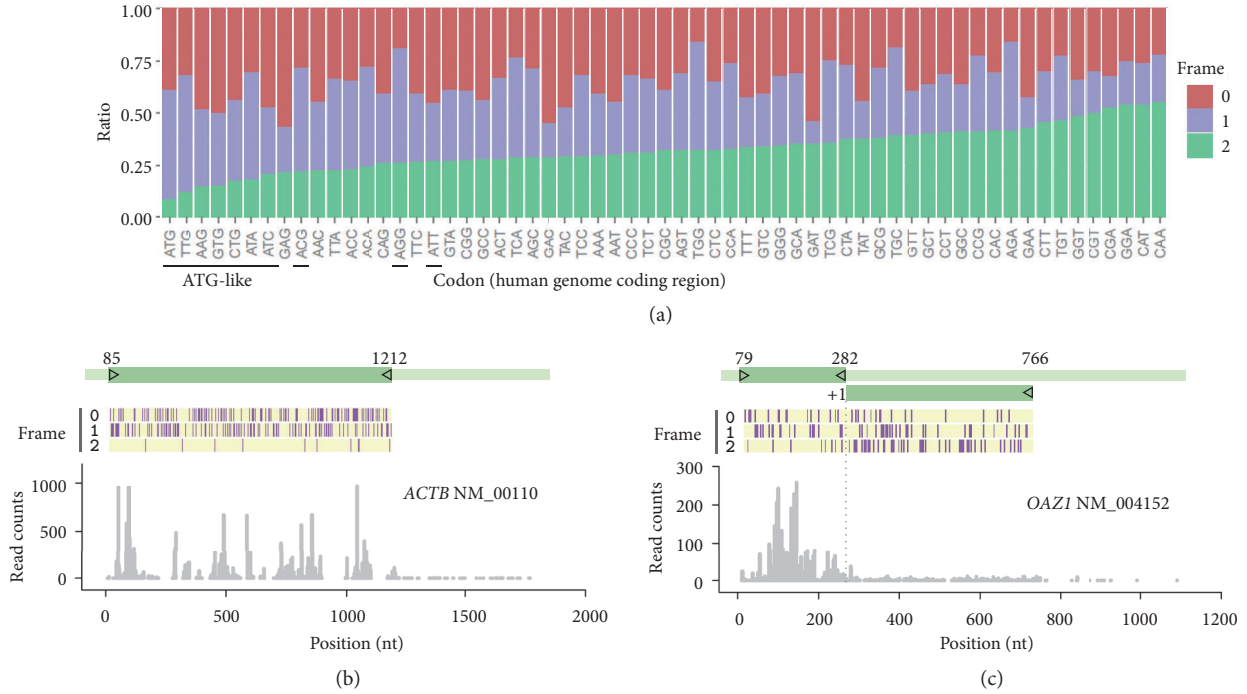 1.00
0.75
0.50
0.25
0.00
Ratio
ATG TTG AAG GTG CTG ATA ATC GAG ACG AAC TTA ACC ACA CAG AGG TTC ATT GTA CGG GCC ACT TCA AGC GAC TAC TCC AAA AAT CCC TCT CGC AGT TGG CTC CCA TTT GTC GGG GCA GAT TCG CTA TAT GCG TGC GTT GCT CCT GGC CCG CAC AGA GAA CTT TGT GGT CGT CGA GGA CAT CAA
Frame
0
1
2
ATG-like
Codon (human genome coding region)
(a)
85 1212
Frame
0
1
2
1000
500
0
Read counts
ACTB NM_00110
0 500 1000 1500 2000
Position (nt)
(b)
79 282 766
+1
Frame
0
1
2
300
200
100
0
Read counts
OAZ1 NM_004152
0 200 400 600 800 1000 1200
Position (nt)
(c)